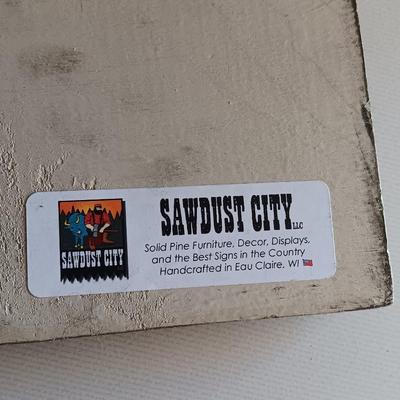 SAWDUST CITY LLC
Solid Pine Furniture, Decor, Displays,
and the Best Signs in the Country
Handcrafted in Eau Claire, WI
SAWDUST CITY